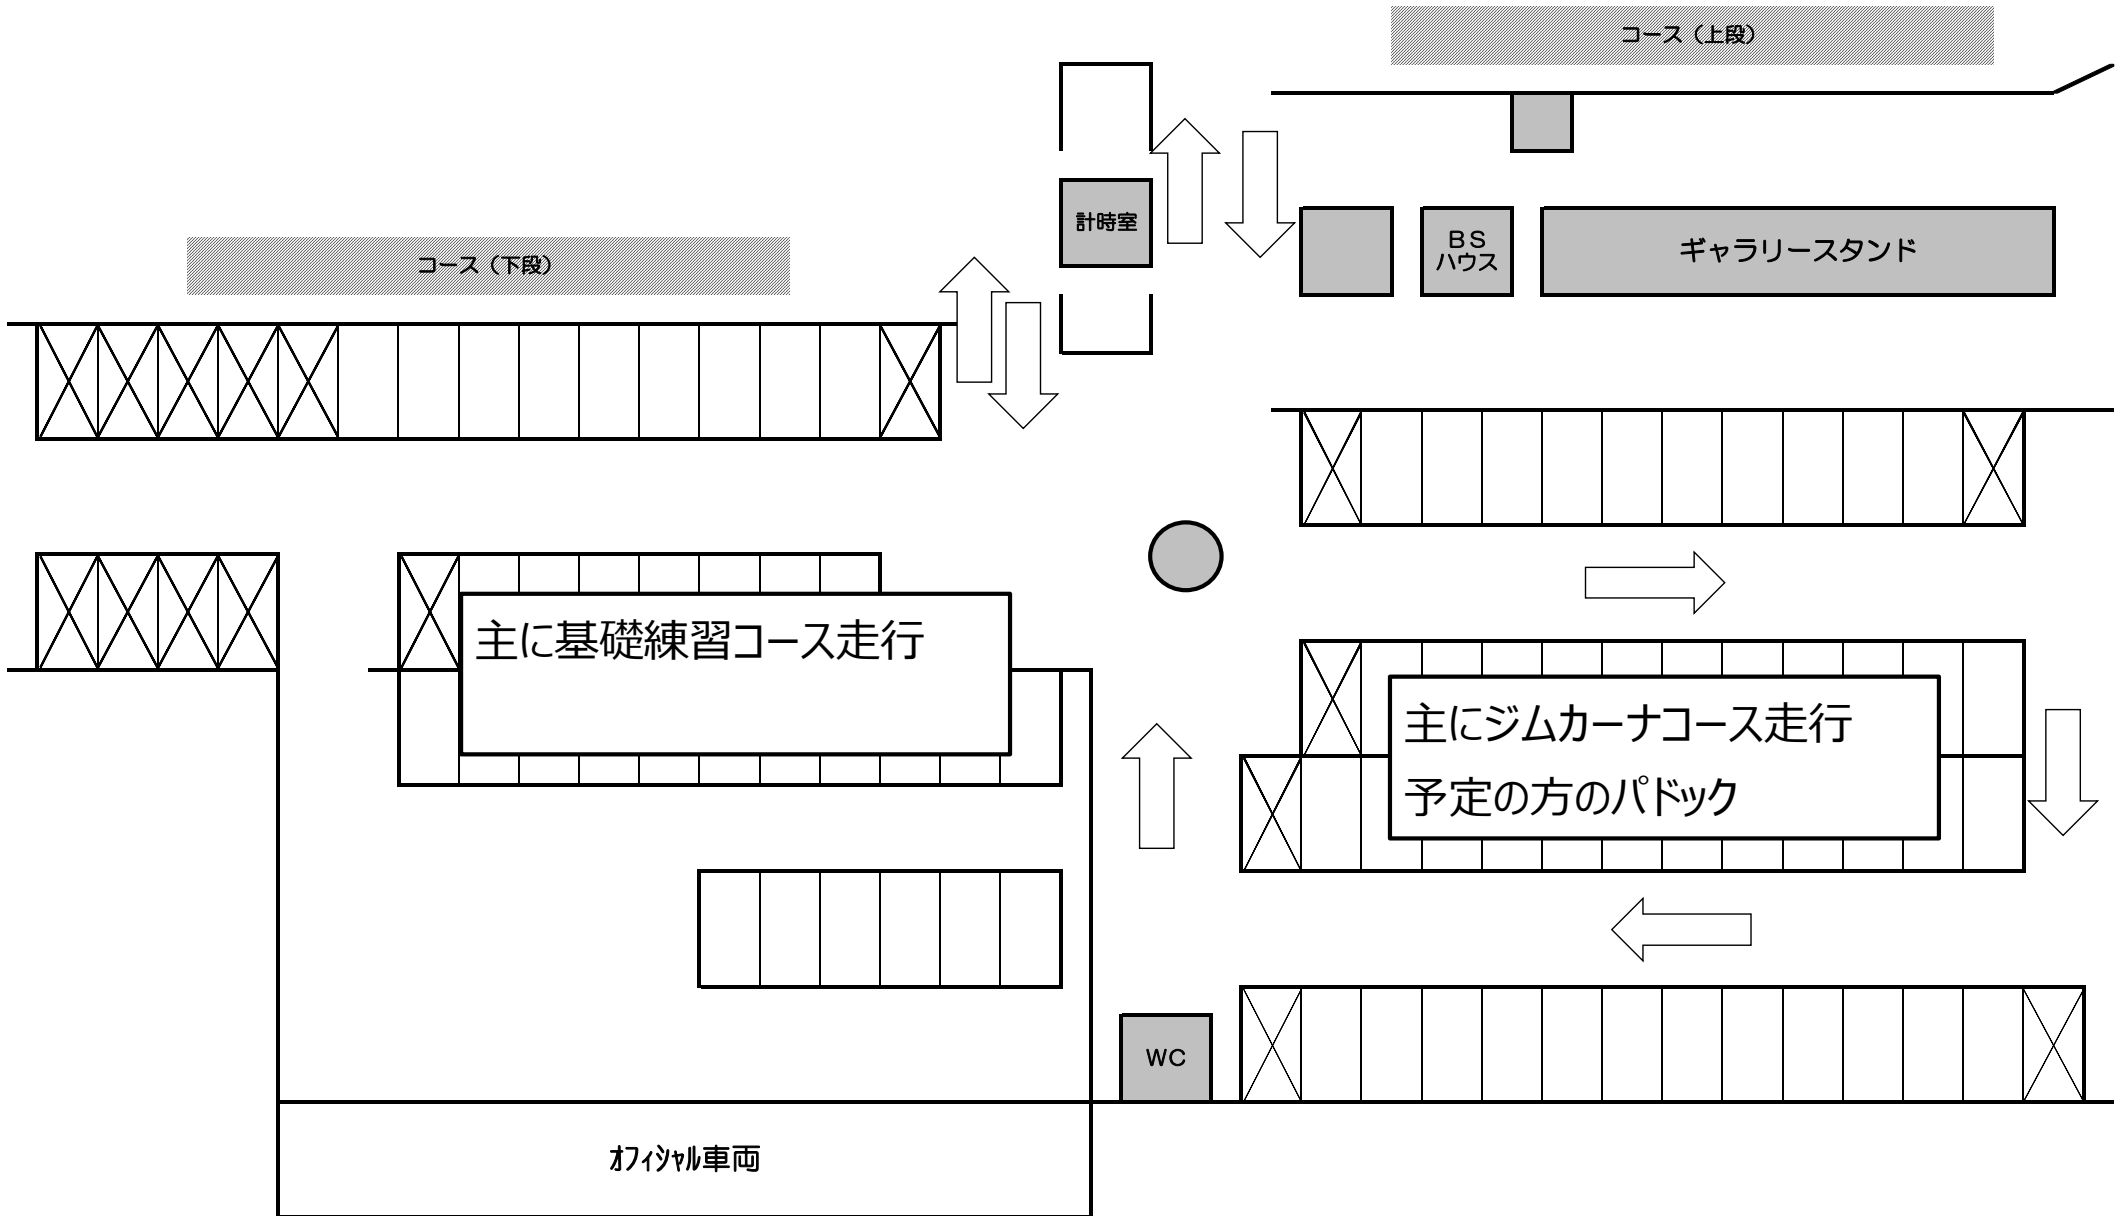 コース（上段）
計時室
BS
ハウス
ギャラリースタンド
コース（下段）
主に基礎練習コース走行
主にジムカーナコース走行
予定の方のパドック
WC
ｵﾌｨｼｬﾙ車両